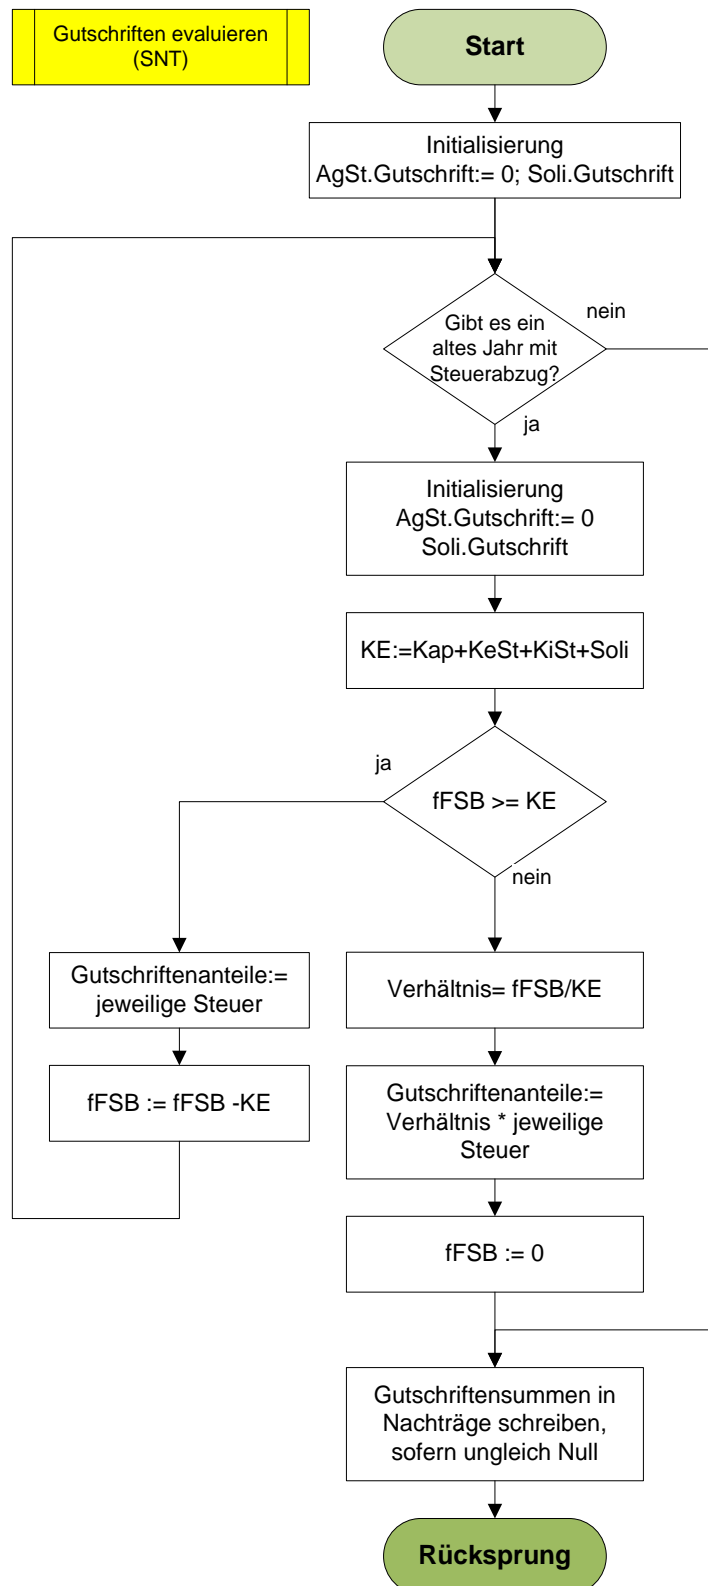 Gutschriften evaluieren
(SNT)
Start
Initialisierung
AgSt.Gutschrift:= 0; Soli.Gutschrift
nein
Gibt es ein
altes Jahr mit
Steuerabzug?
ja
Initialisierung
AgSt.Gutschrift:= 0
Soli.Gutschrift
KE:=Kap+KeSt+KiSt+Soli
ja
fFSB >= KE
nein
Gutschriftenanteile:=
jeweilige Steuer
Verhältnis= fFSB/KE
fFSB := fFSB -KE
Gutschriftenanteile:=
Verhältnis * jeweilige
Steuer
fFSB := 0
Gutschriftensummen in
Nachträge schreiben,
sofern ungleich Null
Rücksprung